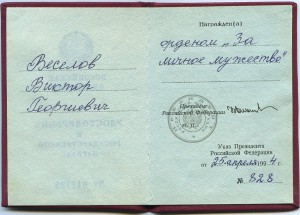 Веселов
Виктор
Георгиевич
Награжден(а)
орденом „За
личное мужество“
Президент
Российской Федерации
М. П.
Указ Президента
Российской Федерации
от 25 апреля 1994 г.
№ 828